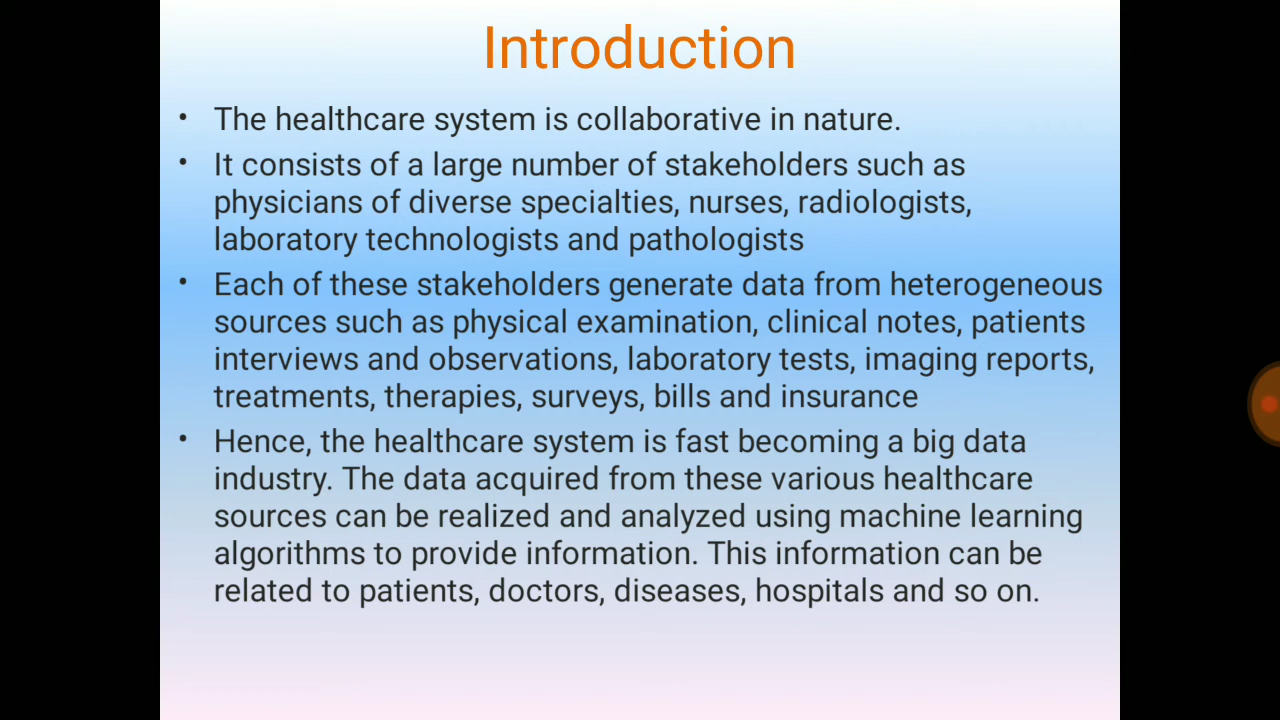 Introduction
• The healthcare system is collaborative in nature.
• It consists of a large number of stakeholders such as
physicians of diverse specialties, nurses, radiologists,
laboratory technologists and pathologists
• Each of these stakeholders generate data from heterogeneous
sources such as physical examination, clinical notes, patients
interviews and observations, laboratory tests, imaging reports,
treatments, therapies, surveys, bills and insurance
• Hence, the healthcare system is fast becoming a big data
industry. The data acquired from these various healthcare
sources can be realized and analyzed using machine learning
algorithms to provide information. This information can be
related to patients, doctors, diseases, hospitals and so on.